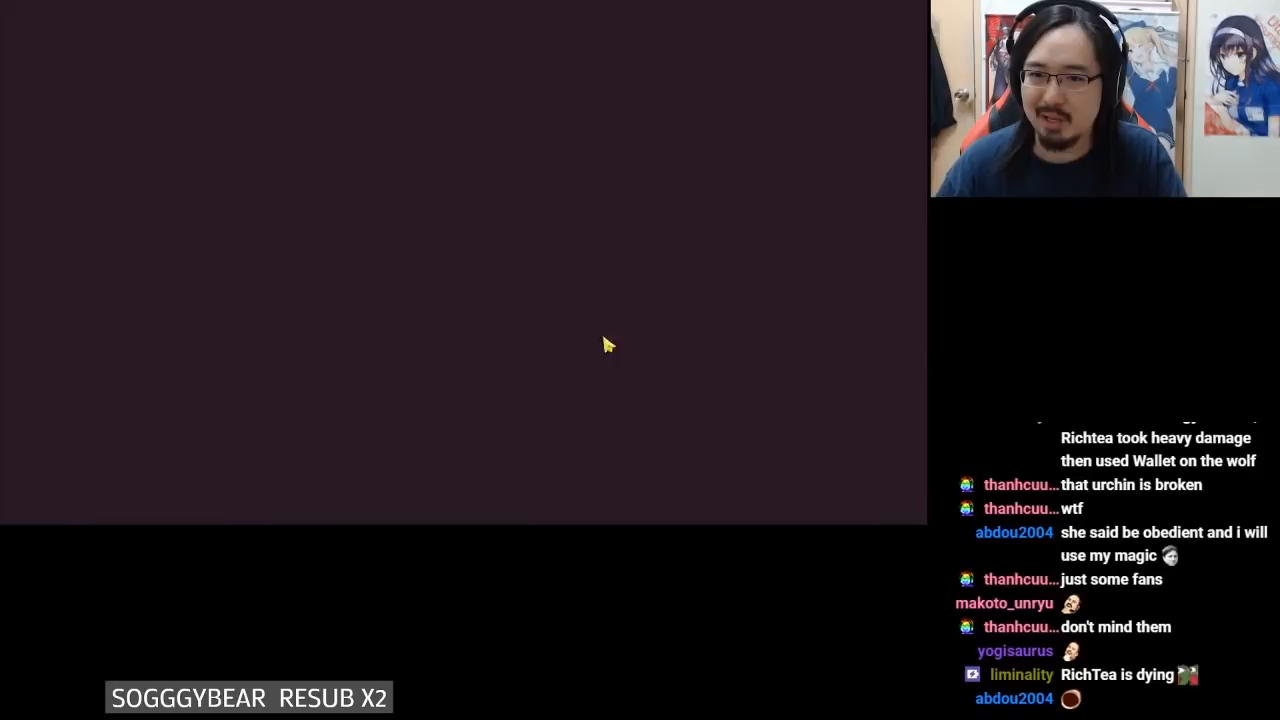 Richtea took heavy damage
then used Wallet on the wolf
thanhcuu… that urchin is broken
thanhcuu… wtf
abdou2004 she said be obedient and i will
use my magic
thanhcuu… just some fans
makoto_unryu
thanhcuu… don't mind them
yogisaurus
liminality RichTea is dying
abdou2004
SOGGGYBEAR RESUB X2